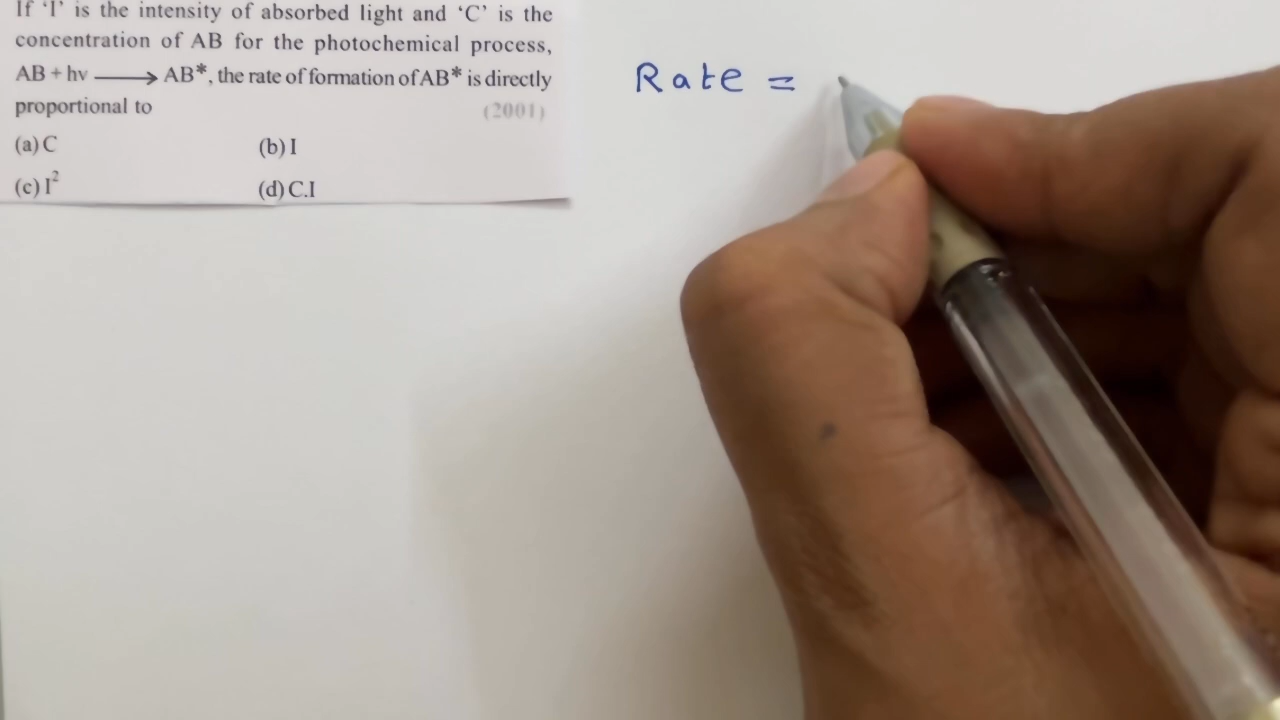 If ‘I’ is the intensity of absorbed light and ‘C’ is the
concentration of AB for the photochemical process,
AB + hv ⟶ AB*, the rate of formation of AB* is directly
proportional to (2001)
(a) C (b) I
(c) I² (d) C.I
Rate =